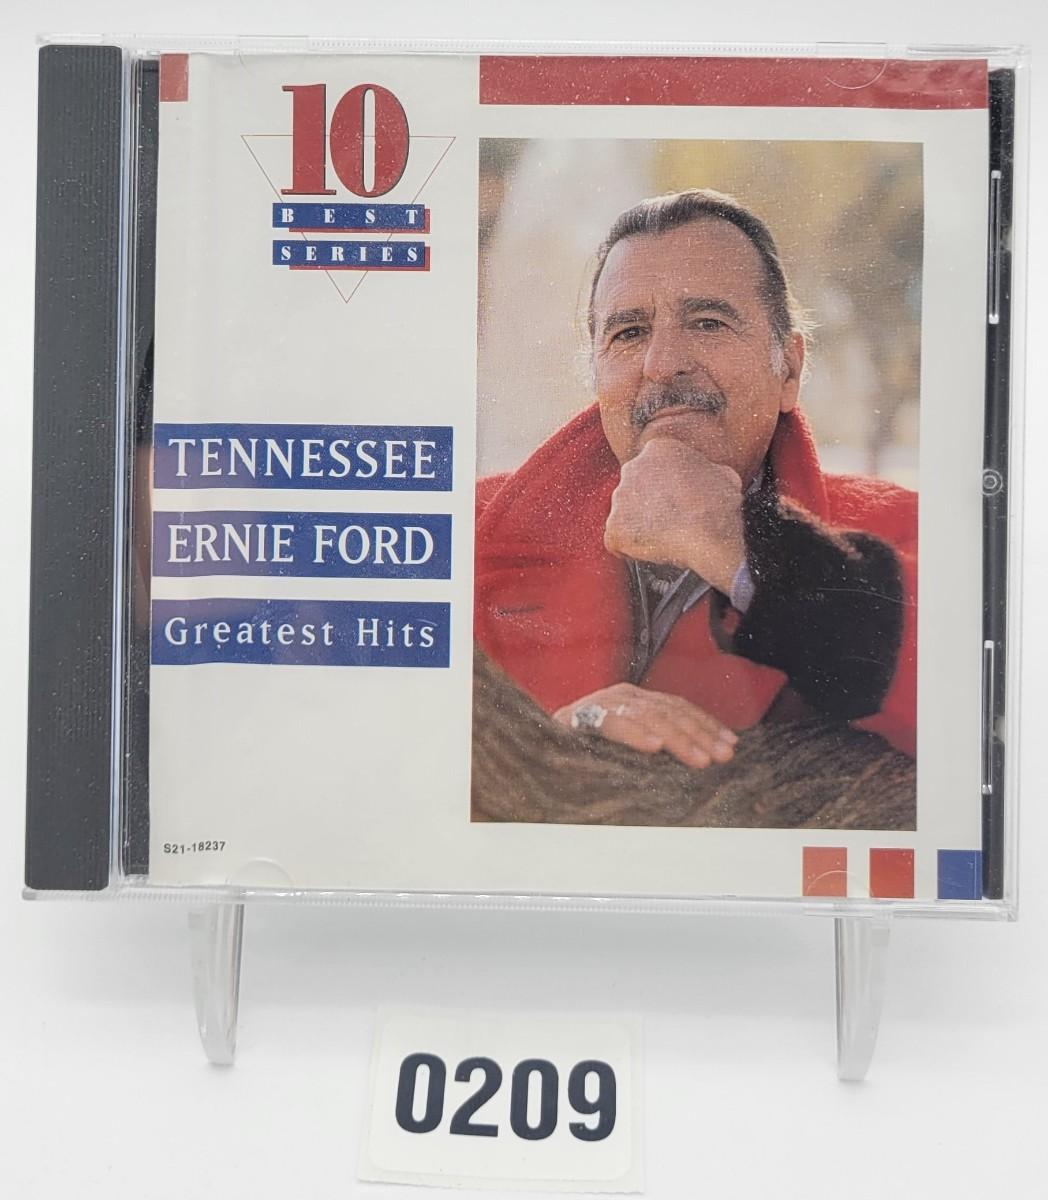 10
BEST
SERIES
TENNESSEE
ERNIE FORD
Greatest Hits
S21-18237
0209